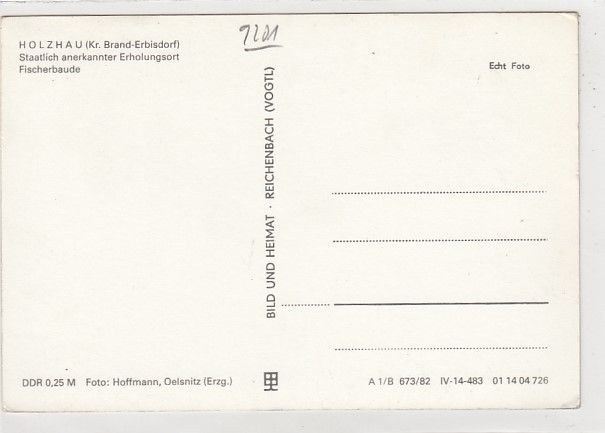 9201
HOLZHAU (Kr. Brand-Erbisdorf)
Staatlich anerkannter Erholungsort
Fischerbaude
Echt Foto
BILD UND HEIMAT · REICHENBACH (VOGTL)
DDR 0,25 M Foto: Hoffmann, Oelsnitz (Erzg.)
A 1/B 673/82 IV-14-483 01 14 04 726